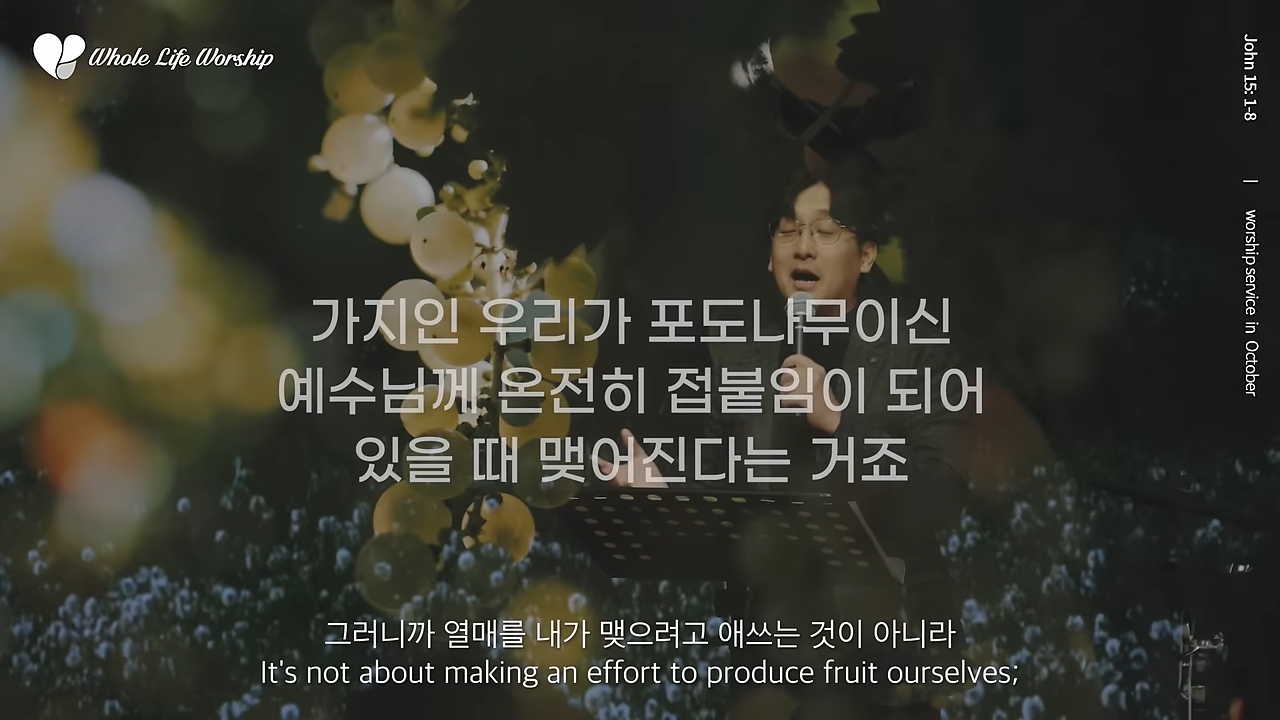 Whole Life Worship
John 15: 1-8 | worship service in October
가지인 우리가 포도나무이신
예수님께 온전히 접붙임이 되어
있을 때 맺어진다는 거죠
그러니까 열매를 내가 맺으려고 애쓰는 것이 아니라
It's not about making an effort to produce fruit ourselves;